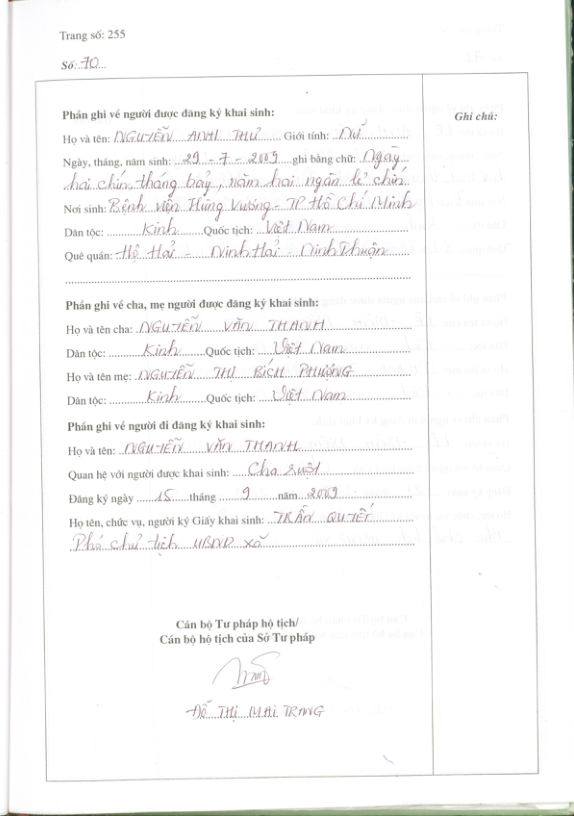 Trang số: 255
Số: 70
Phần ghi về người được đăng ký khai sinh:
Ghi chú:
Họ và tên: NGUYỄN ANH THƯ Giới tính: Nữ
Ngày, tháng, năm sinh: 29 - 7 - 2009 ghi bằng chữ: Ngày
hai chín, tháng bảy, năm hai ngàn lẻ chín
Nơi sinh: Bệnh viện Hùng Vương - TP Hồ Chí Minh
Dân tộc: Kinh Quốc tịch: Việt Nam
Quê quán: Hộ Hải - Ninh Hải - Ninh Thuận
Phần ghi về cha, mẹ người được đăng ký khai sinh:
Họ và tên cha: NGUYỄN VĂN THANH
Dân tộc: Kinh Quốc tịch: Việt Nam
Họ và tên mẹ: NGUYỄN THỊ BÍCH PHƯỢNG
Dân tộc: Kinh Quốc tịch: Việt Nam
Phần ghi về người đi đăng ký khai sinh:
Họ và tên: NGUYỄN VĂN THANH
Quan hệ với người được khai sinh: Cha ruột
Đăng ký ngày 15 tháng 9 năm 2009
Họ tên, chức vụ, người ký Giấy khai sinh: TRẦN QUYẾT
Phó chủ tịch UBND xã
Cán bộ Tư pháp hộ tịch/
Cán bộ hộ tịch của Sở Tư pháp
ĐỖ THỊ MAI TRANG